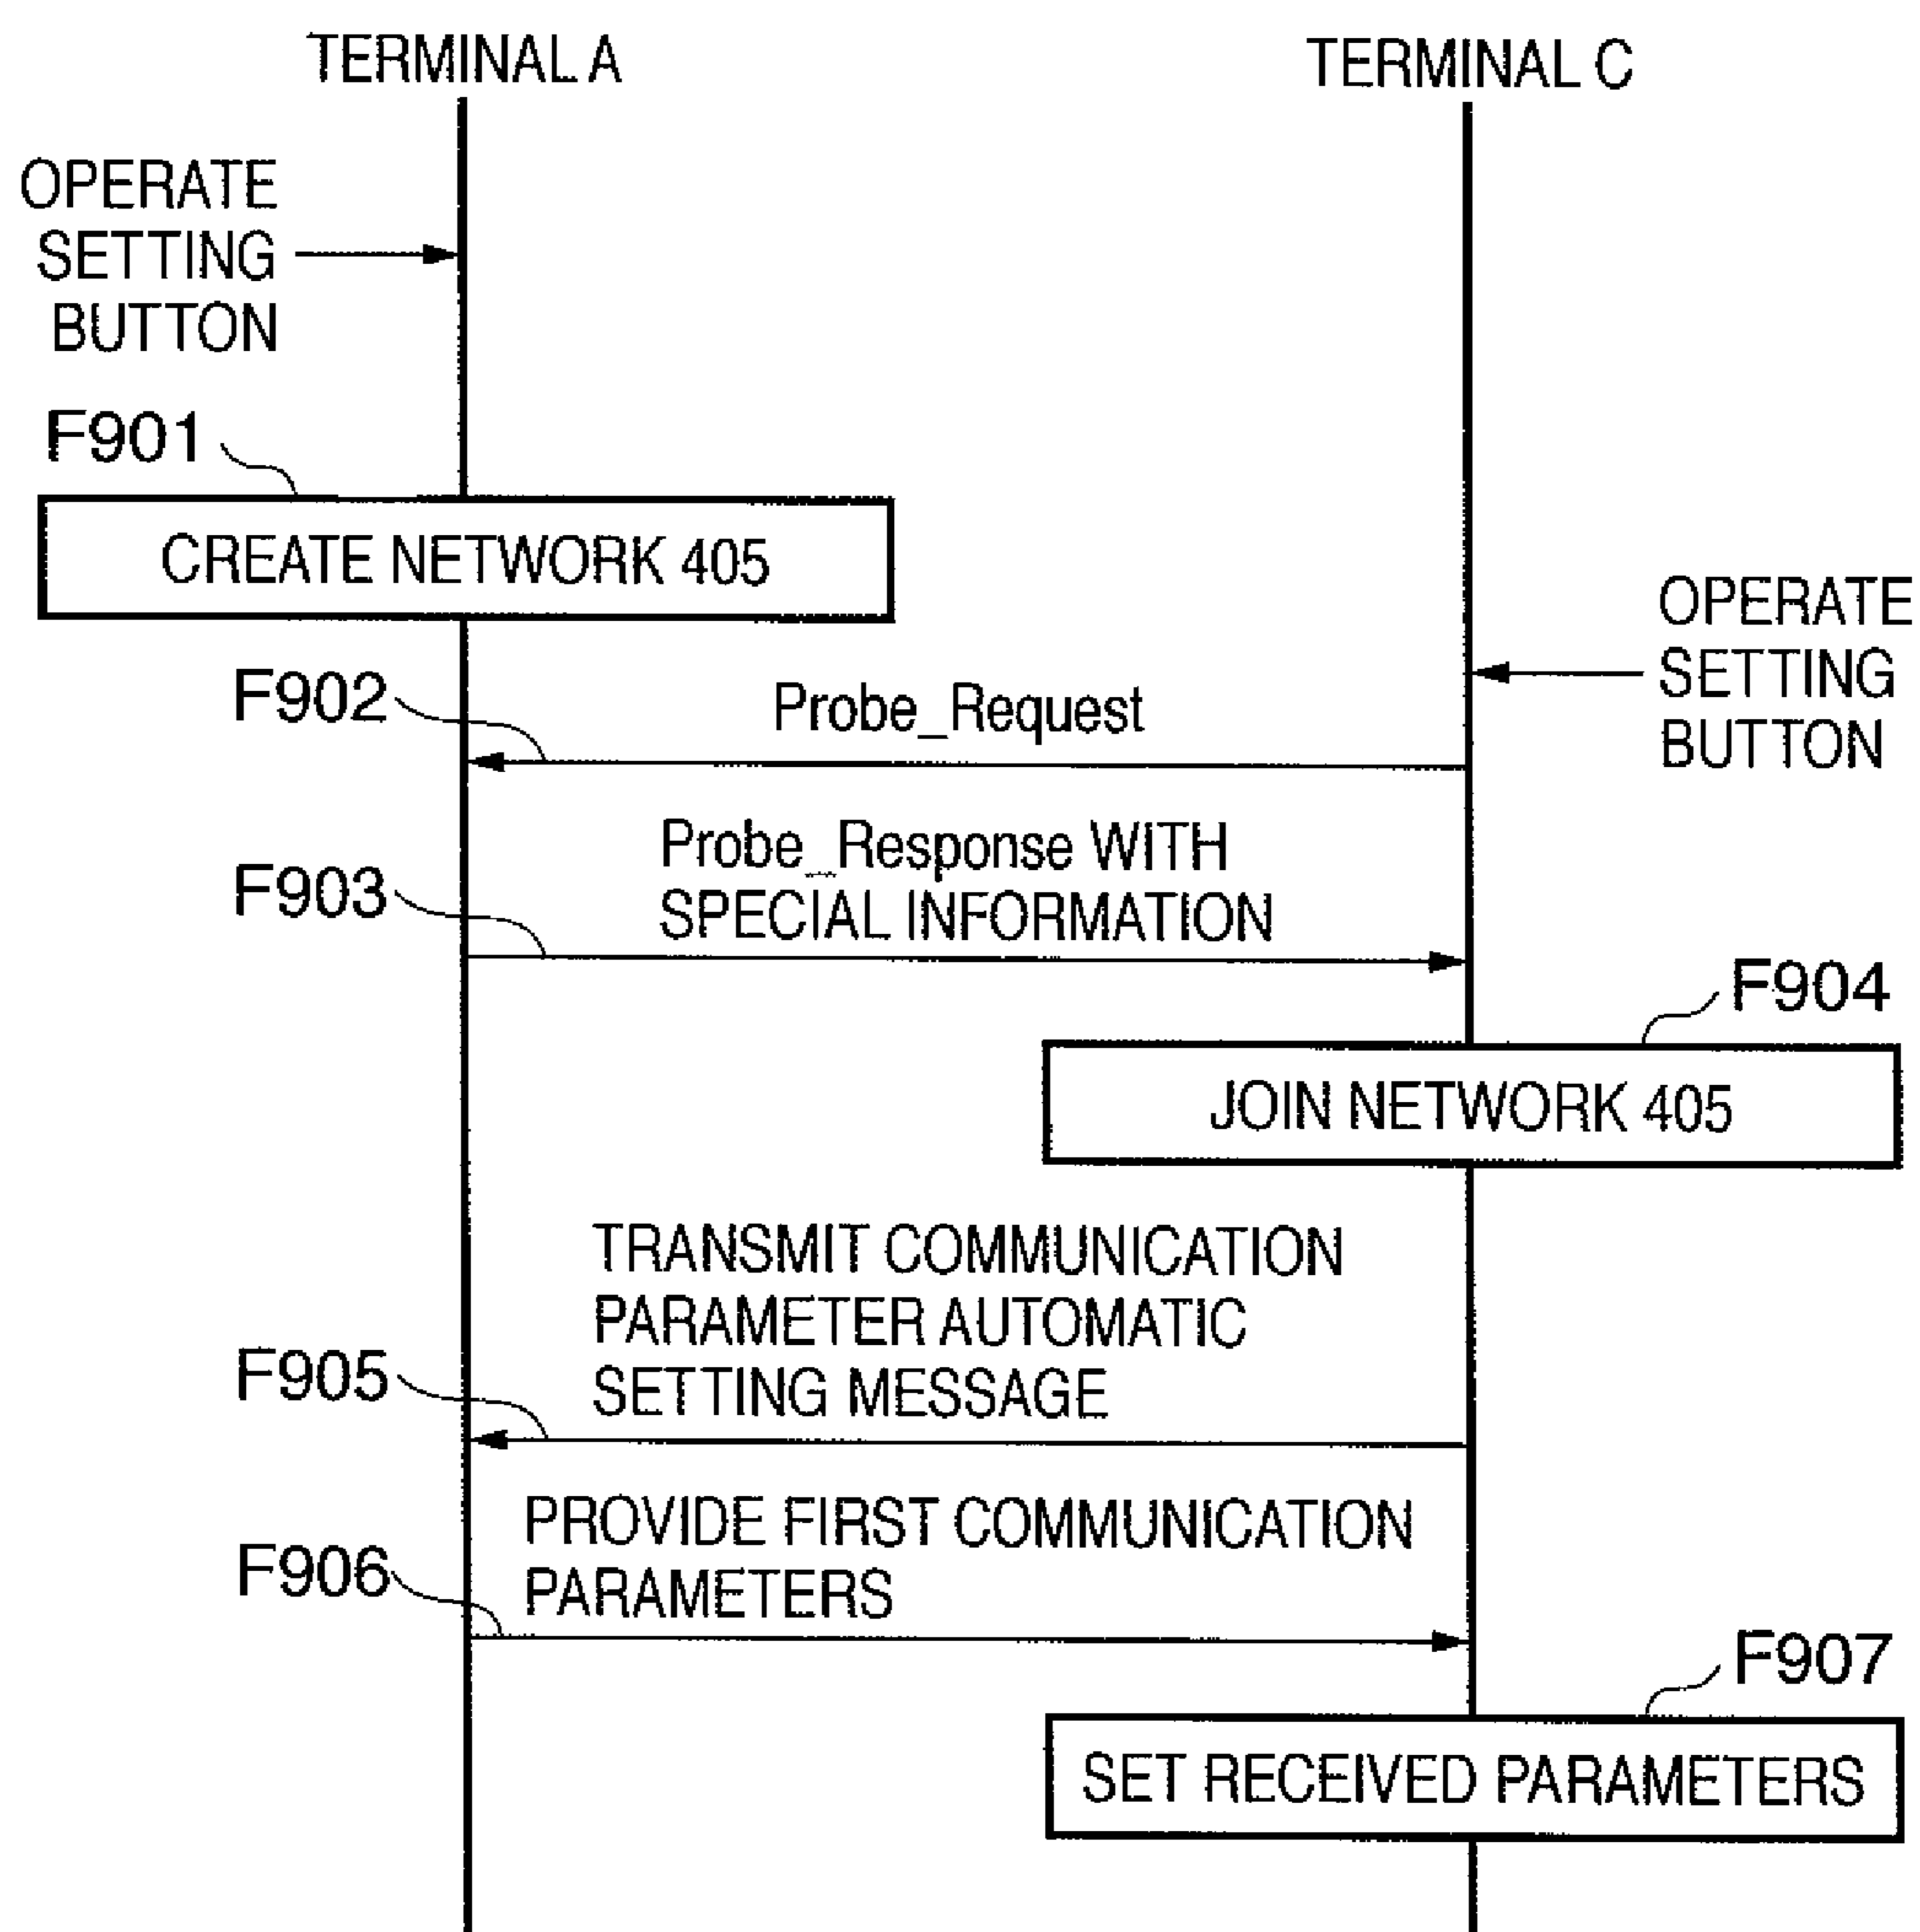 TERMINAL A
TERMINAL C
OPERATE
SETTING
BUTTON
F901
CREATE NETWORK 405
OPERATE
SETTING
BUTTON
F902
Probe_Request
Probe_Response WITH
SPECIAL INFORMATION
F903
F904
JOIN NETWORK 405
TRANSMIT COMMUNICATION
PARAMETER AUTOMATIC
SETTING MESSAGE
F905
PROVIDE FIRST COMMUNICATION
PARAMETERS
F906
F907
SET RECEIVED PARAMETERS